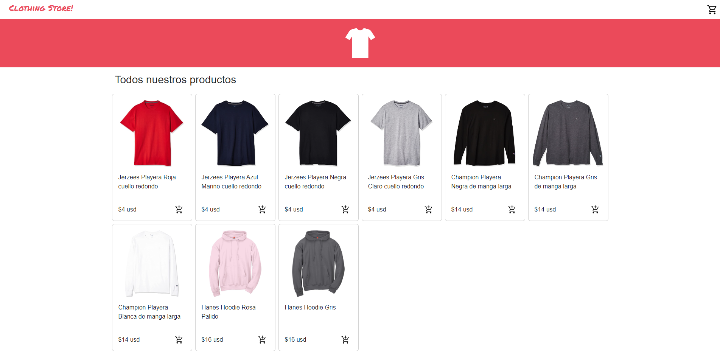 Clothing Store!
Todos nuestros productos
Jerzees Playera Roja
cuello redondo
$4 usd
Jerzees Playera Azul
Marino cuello redondo
$4 usd
Jerzees Playera Negra
cuello redondo
$4 usd
Jerzees Playera Gris
Claro cuello redondo
$4 usd
Champion Playera
Negra de manga larga
$14 usd
Champion Playera Gris
de manga larga
$14 usd
Champion Playera
Blanca de manga larga
$14 usd
Hanes Hoodie Rosa
Palido
$16 usd
Hanes Hoodie Gris
$16 usd